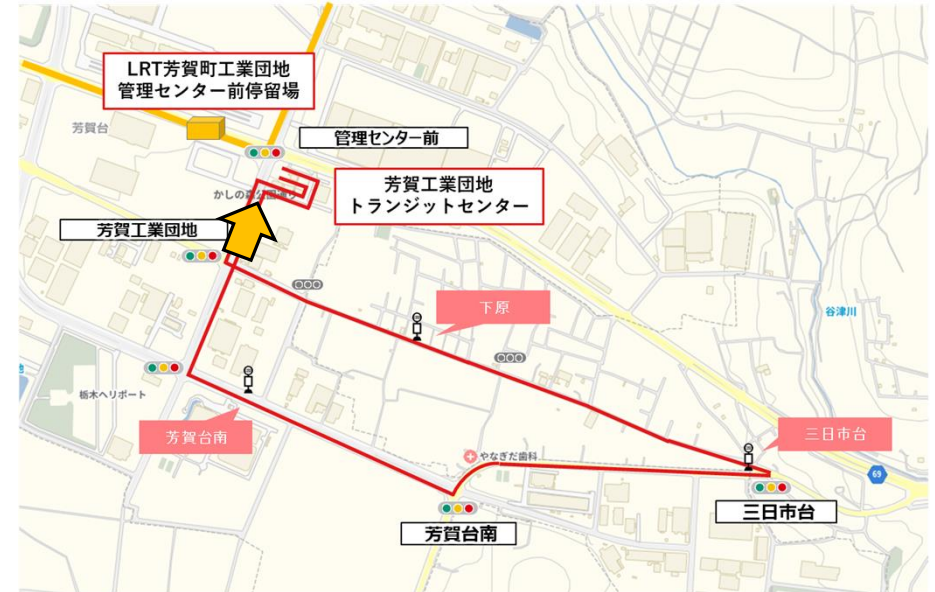 LRT芳賀町工業団地
管理センター前停留場
芳賀台
管理センター前
芳賀工業団地
トランジットセンター
芳賀工業団地
下原
谷津川
栃木ヘリポート
芳賀台南
やなぎだ歯科
三日市台
69
三日市台
芳賀台南